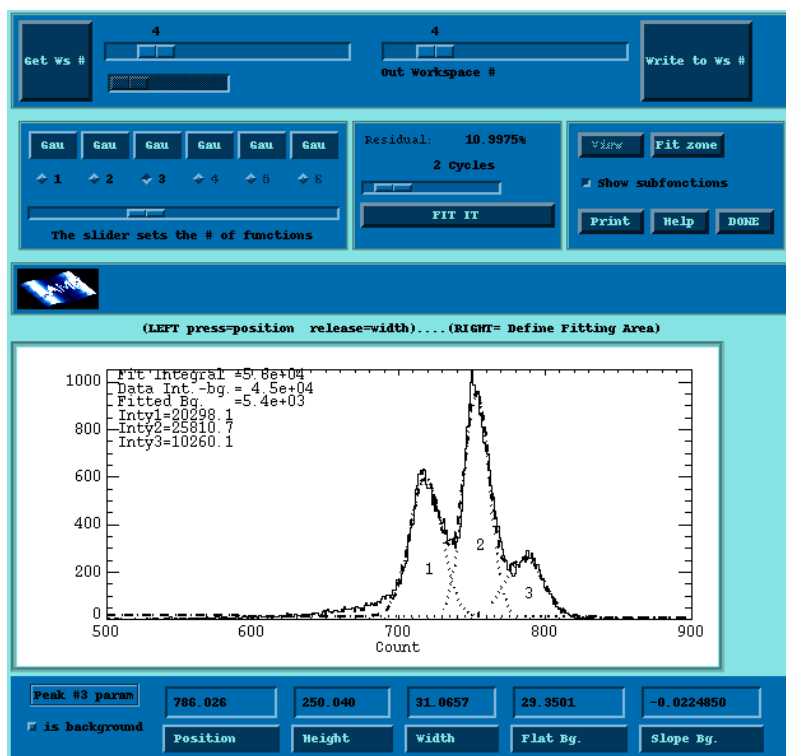 4 4
Get Ws # Write to Ws #
Out Workspace #
Gau Gau Gau Gau Gau Gau
1 2 3 4 5 6
The slider sets the # of functions
Residual: 10.9975%
2 Cycles
FIT IT
View Fit zone
Show subfonctions
Print Help DONE
(LEFT press=position release=width)....(RIGHT= Define Fitting Area)
Fit Integral =5.6e+04
Data Int.-bg.= 4.5e+04
Fitted Bg. =5.4e+03
Inty1=20298.1
Inty2=25810.7
Inty3=10260.1
1000
800
600
400
200
0
1 2 3
500 600 700 800 900
Count
Peak #3 param
is background
786.026 250.040 31.0657 29.3501 -0.0224850
Position Height Width Flat Bg. Slope Bg.